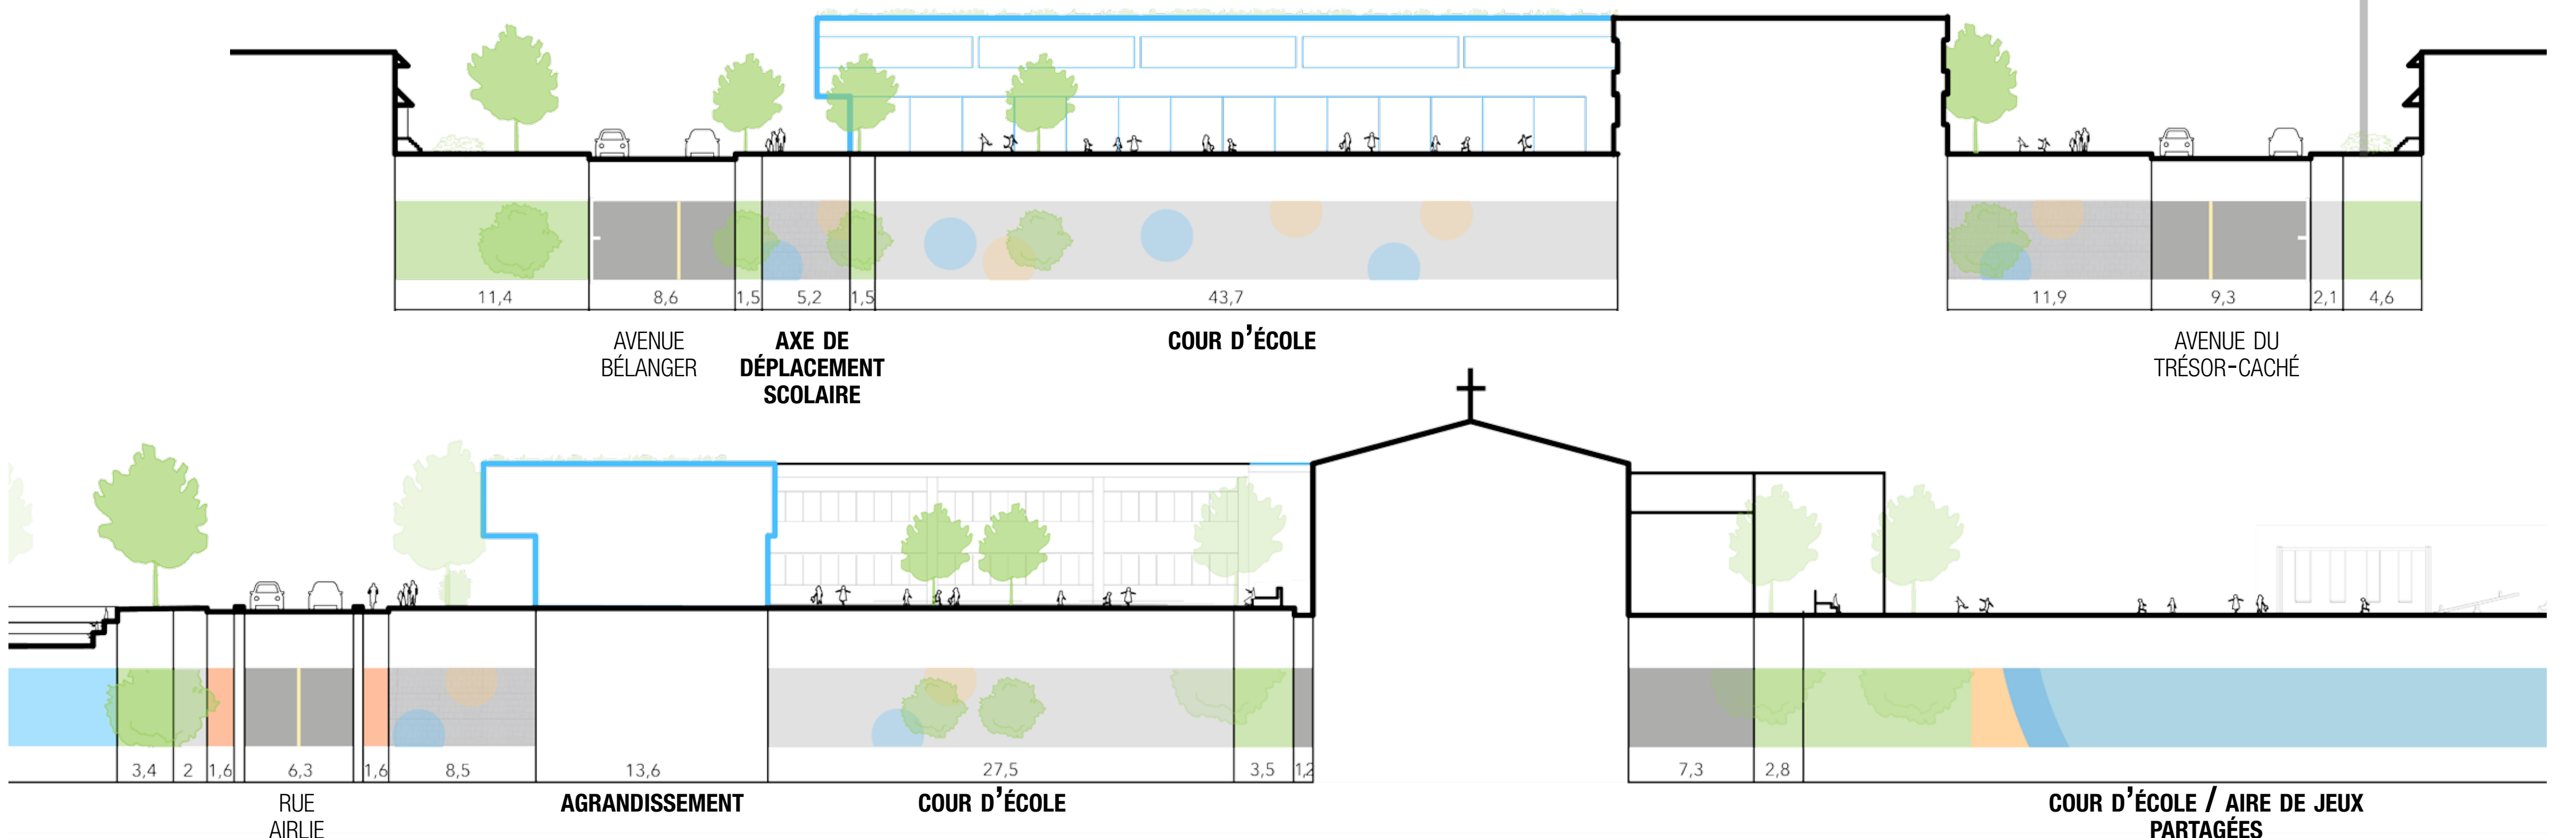 11,4 8,6 1,5 5,2 1,5 43,7 11,9 9,3 2,1 4,6
AVENUE
BÉLANGER
AXE DE
DÉPLACEMENT
SCOLAIRE
COUR D'ÉCOLE
AVENUE DU
TRÉSOR-CACHÉ
3,4 2 1,6 6,3 1,6 8,5 13,6 27,5 3,5 1,2 7,3 2,8
RUE
AIRLIE
AGRANDISSEMENT
COUR D'ÉCOLE
COUR D'ÉCOLE / AIRE DE JEUX
PARTAGÉES